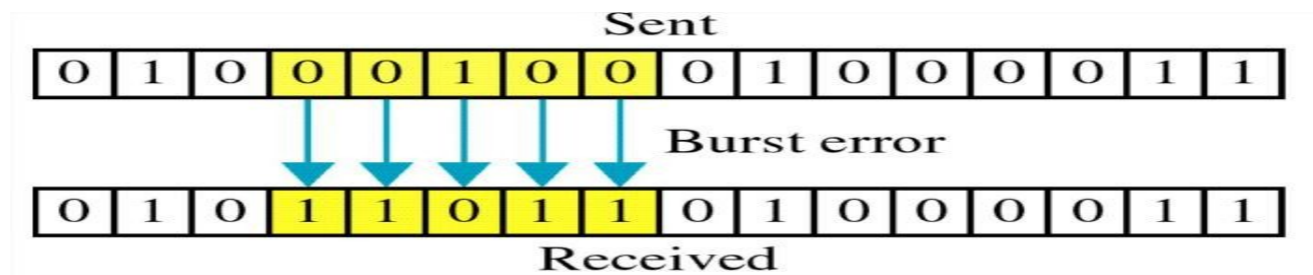 Sent
0 1 0 0 0 1 0 0 0 1 0 0 0 0 1 1
Burst error
0 1 0 1 1 0 1 1 0 1 0 0 0 0 1 1
Received